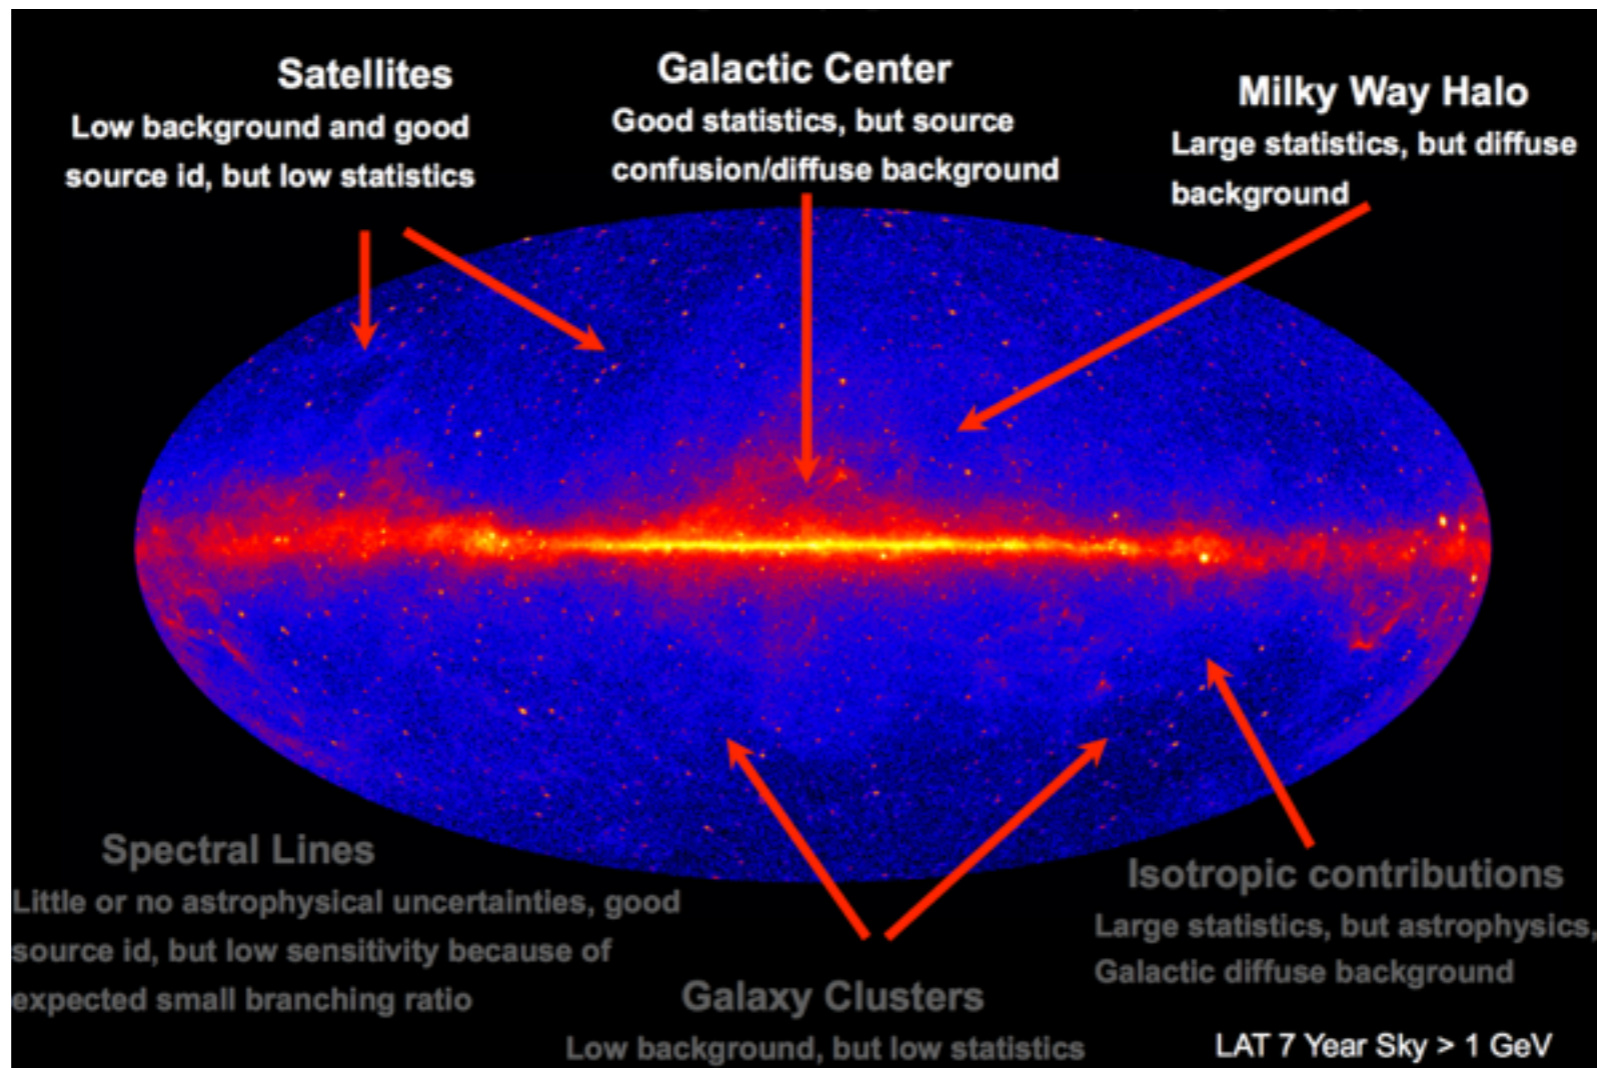 Satellites
Low background and good
source id, but low statistics
Galactic Center
Good statistics, but source
confusion/diffuse background
Milky Way Halo
Large statistics, but diffuse
background
Spectral Lines
Little or no astrophysical uncertainties, good
source id, but low sensitivity because of
expected small branching ratio
Galaxy Clusters
Low background, but low statistics
Isotropic contributions
Large statistics, but astrophysics,
Galactic diffuse background
LAT 7 Year Sky > 1 GeV